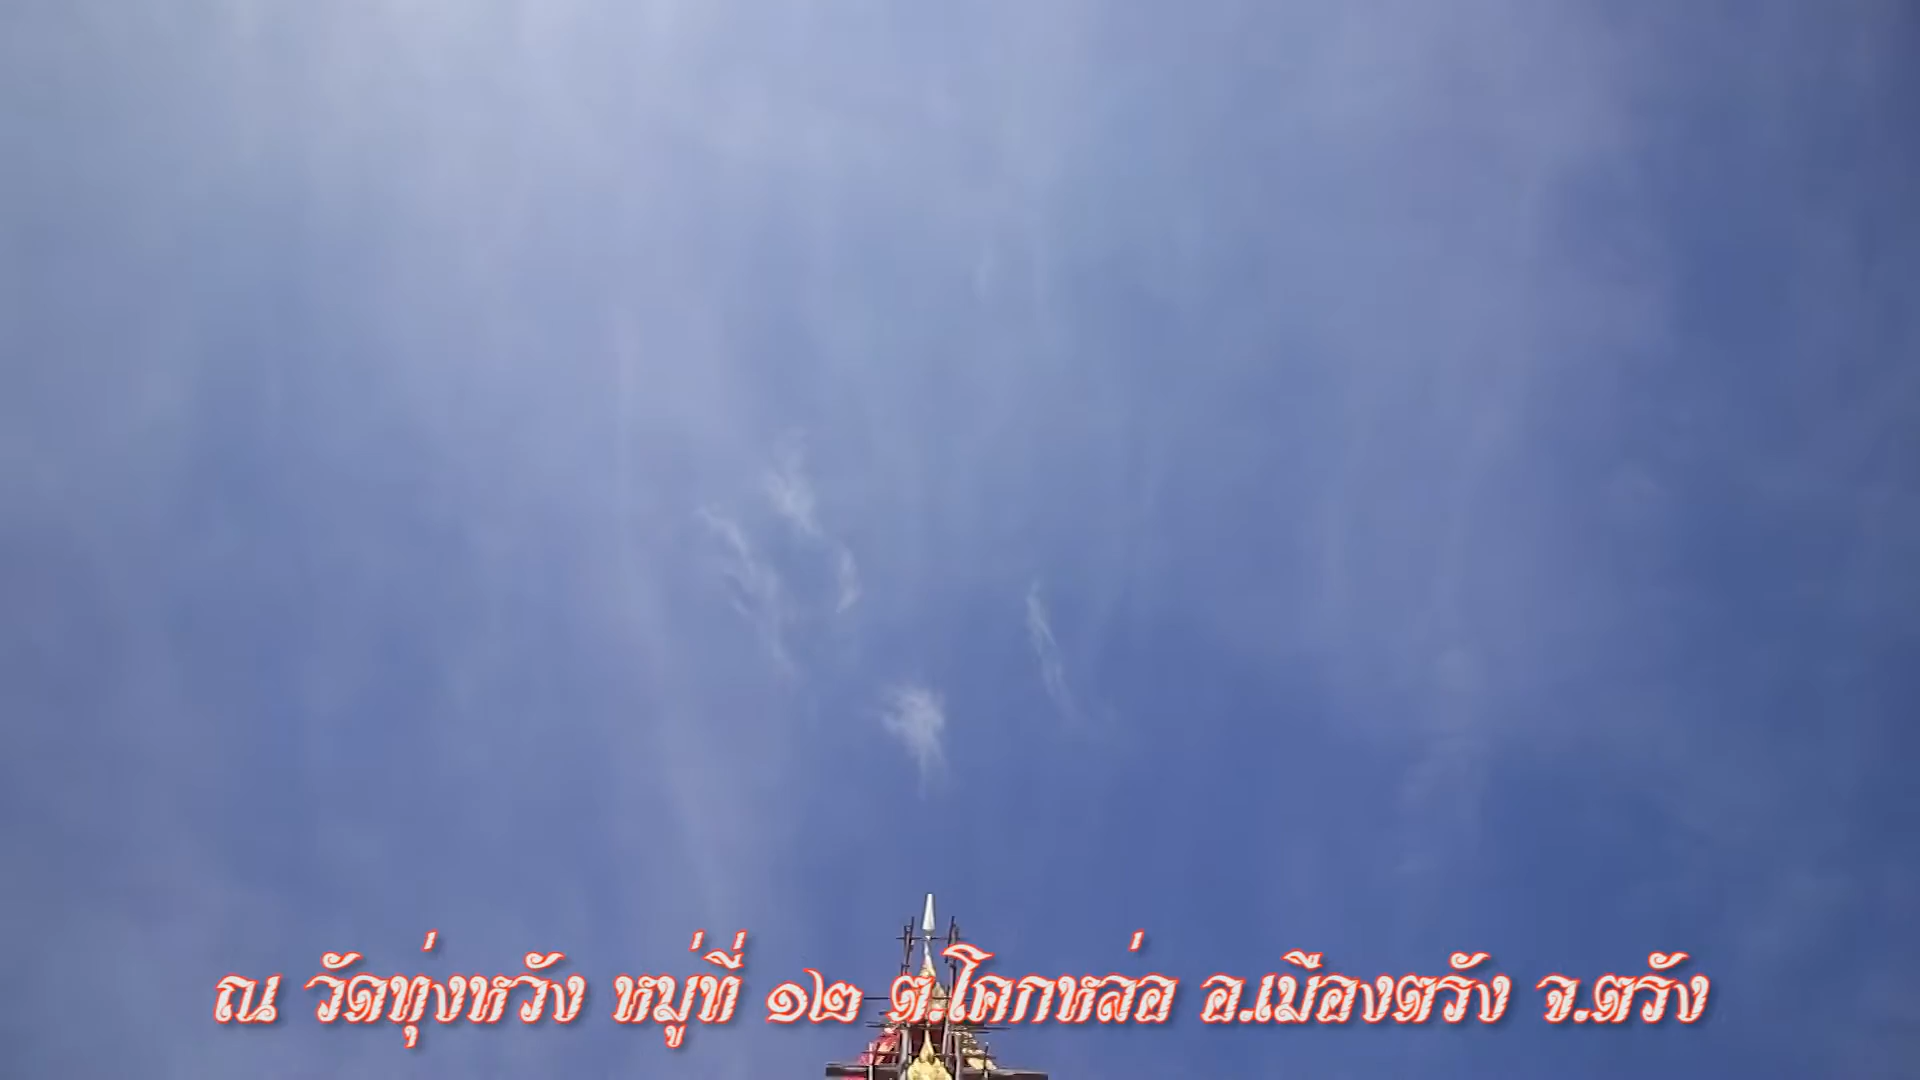 ณ วัดทุ่งหวัง หมู่ที่ ๑๒ ต.โคกหล่อ อ.เมืองตรัง จ.ตรัง